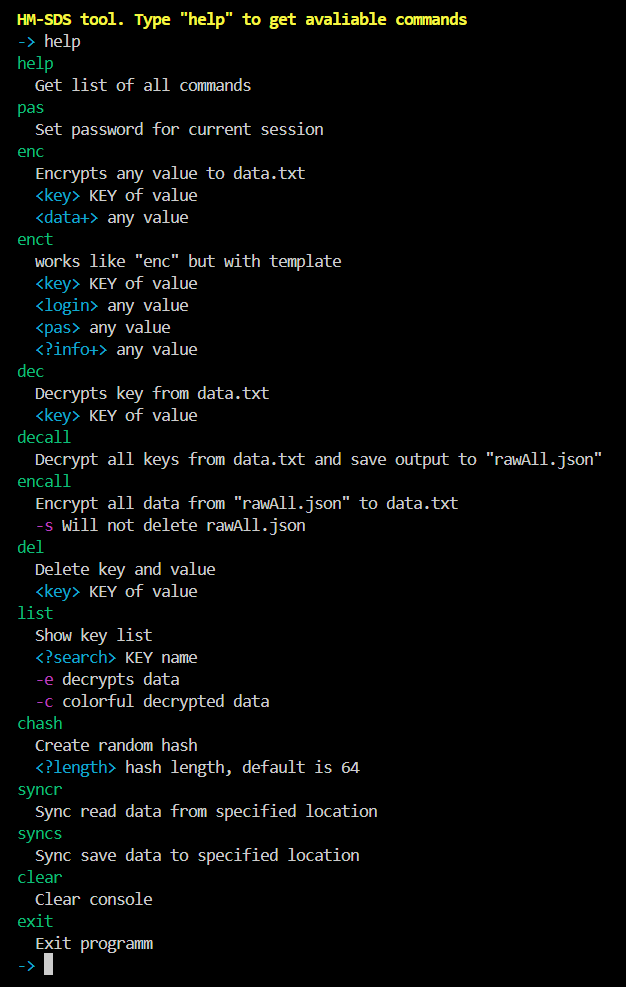 HM-SDS tool. Type "help" to get avaliable commands
-> help
help
Get list of all commands
pas
Set password for current session
enc
Encrypts any value to data.txt
<key> KEY of value
<data+> any value
enct
works like "enc" but with template
<key> KEY of value
<login> any value
<pas> any value
<?info+> any value
dec
Decrypts key from data.txt
<key> KEY of value
decall
Decrypt all keys from data.txt and save output to "rawAll.json"
encall
Encrypt all data from "rawAll.json" to data.txt
-s Will not delete rawAll.json
del
Delete key and value
<key> KEY of value
list
Show key list
<?search> KEY name
-e decrypts data
-c colorful decrypted data
chash
Create random hash
<?length> hash length, default is 64
syncr
Sync read data from specified location
syncs
Sync save data to specified location
clear
Clear console
exit
Exit programm
->